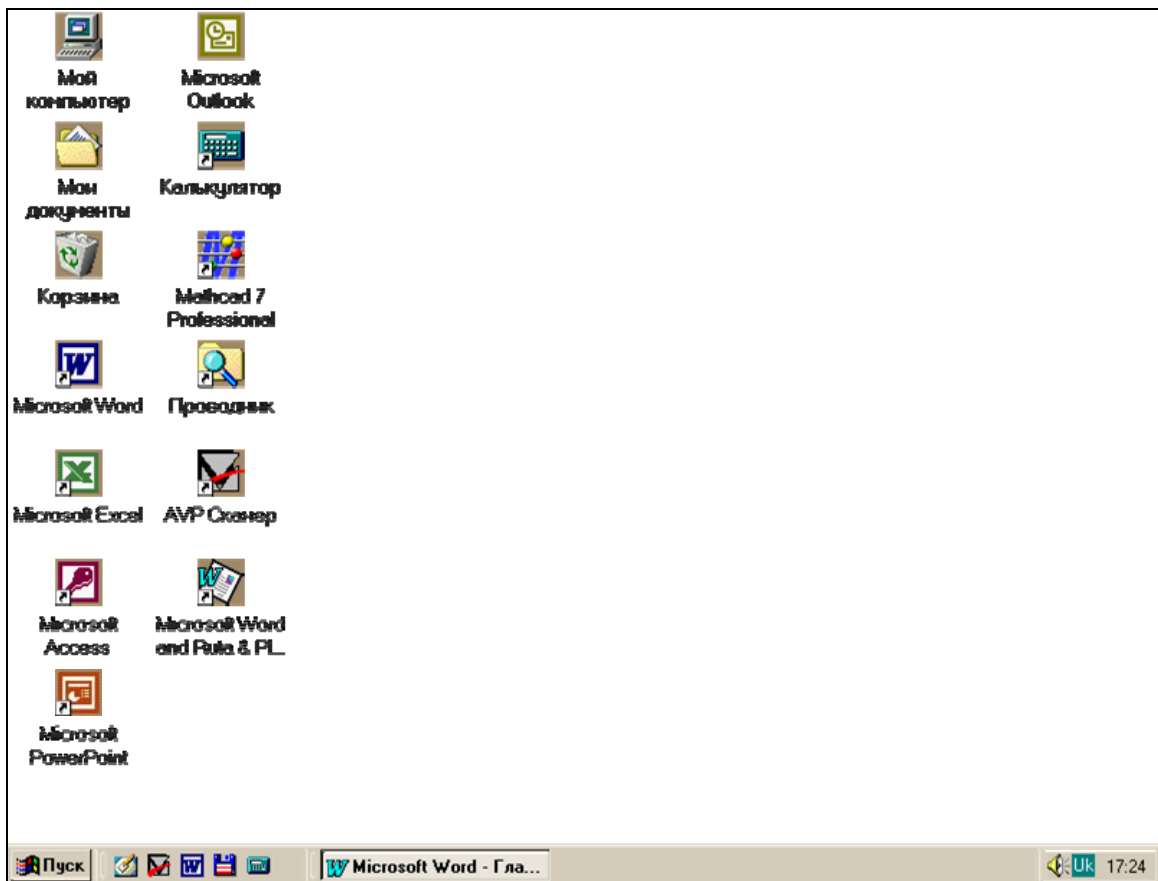 Мой
компьютер
Microsoft
Outlook
Мои
документы
Калькулятор
Корзина
Mathcad 7
Professional
Microsoft Word
Проводник
Microsoft Excel
AVP Сканер
Microsoft
Access
Microsoft Word
and Ruta & Pl...
Microsoft
PowerPoint
Пуск
Microsoft Word - Гла...
Uk
17:24